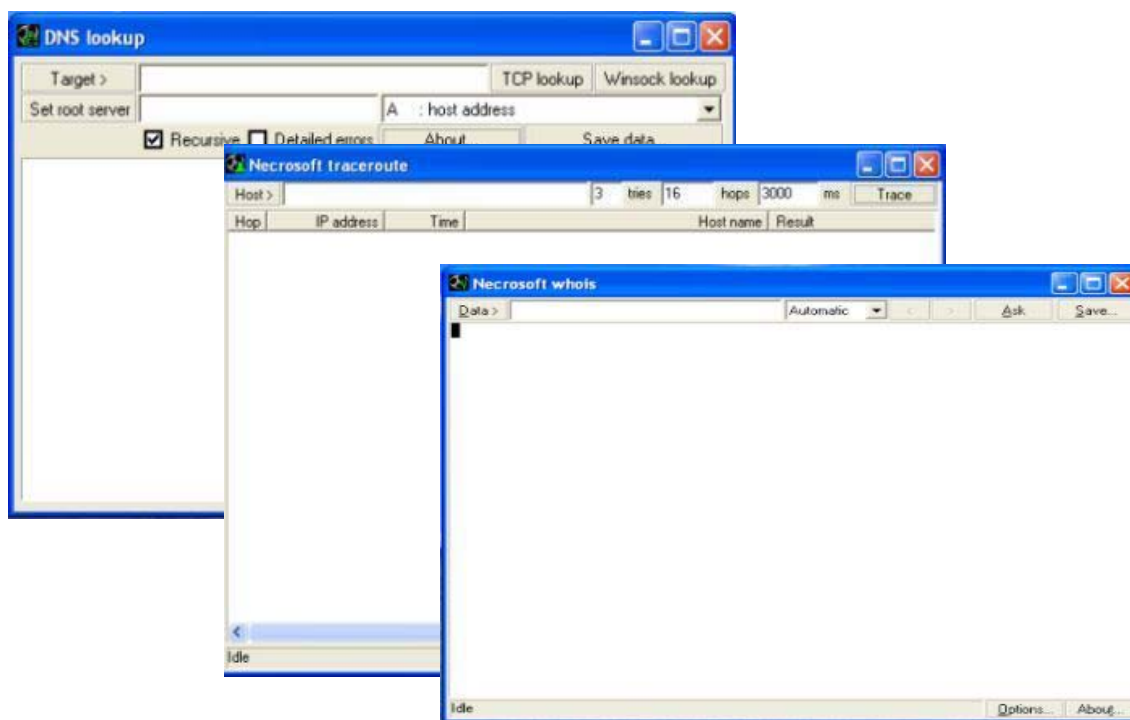 DNS lookup
Target >
TCP lookup Winsock lookup
Set root server
A : host address
Recursive Detailed errors About... Save data...
Necrosoft traceroute
Host > 3 tries 16 hops 3000 ms Trace
Hop IP address Time Host name Result
Necrosoft whois
Data > Automatic < > Ask Save...
Idle
Idle Options... About...